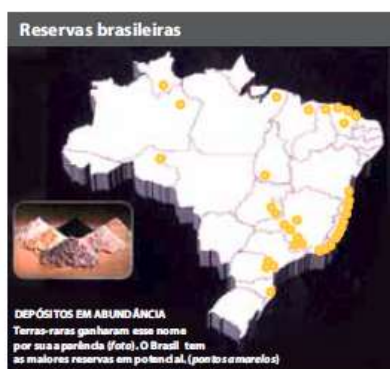 Reservas brasileiras
DEPÓSITOS EM ABUNDÂNCIA
Terras-raras ganharam esse nome
por sua aparência (foto). O Brasil tem
as maiores reservas em potencial. (pontos amarelos)